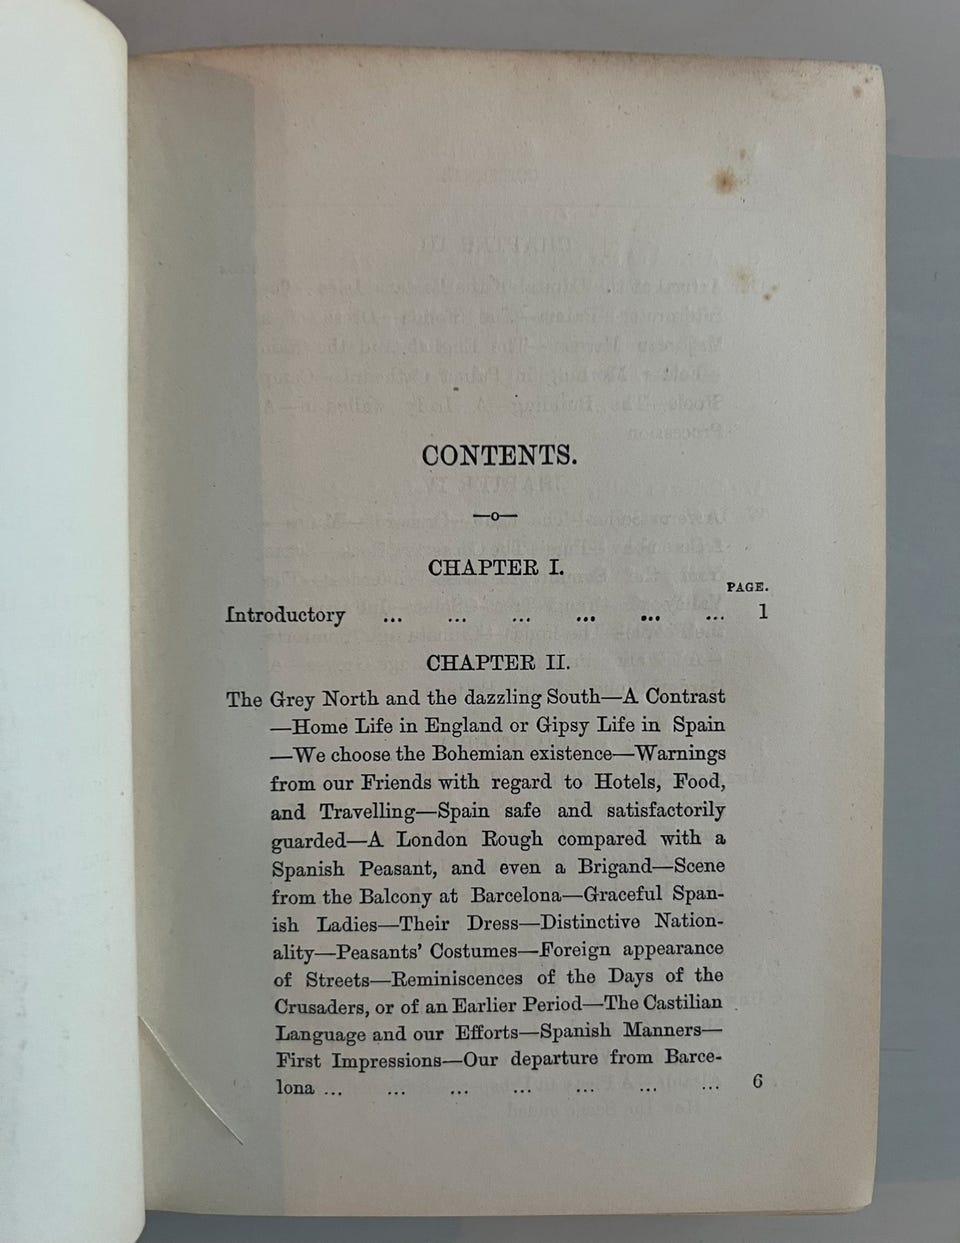 CONTENTS.
CHAPTER I.
PAGE.
Introductory ... ... ... ... ... ... 1
CHAPTER II.
The Grey North and the dazzling South—A Contrast
—Home Life in England or Gipsy Life in Spain
—We choose the Bohemian existence—Warnings
from our Friends with regard to Hotels, Food,
and Travelling—Spain safe and satisfactorily
guarded—A London Rough compared with a
Spanish Peasant, and even a Brigand—Scene
from the Balcony at Barcelona—Graceful Span-
ish Ladies—Their Dress—Distinctive Nation-
ality—Peasants' Costumes—Foreign appearance
of Streets—Reminiscences of the Days of the
Crusaders, or of an Earlier Period—The Castilian
Language and our Efforts—Spanish Manners—
First Impressions—Our departure from Barce-
lona ... ... ... ... ... ... ... 6